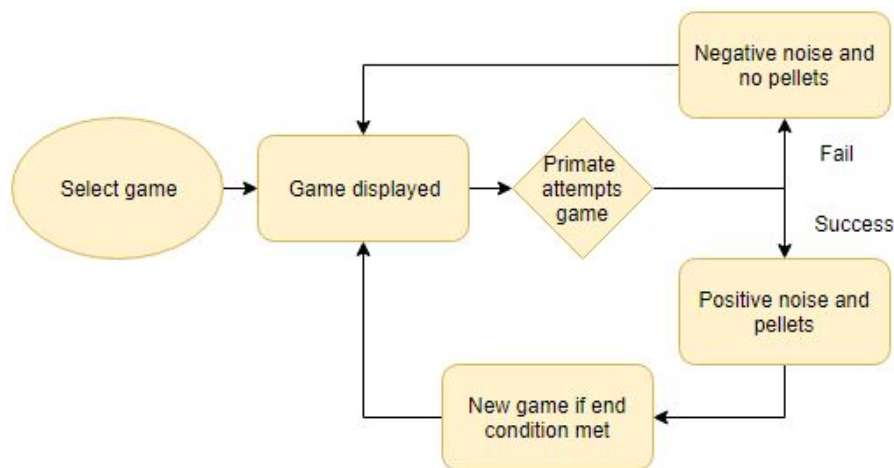 Select game
Game displayed
Primate
attempts
game
Negative noise and
no pellets
Fail
Success
Positive noise and
pellets
New game if end
condition met